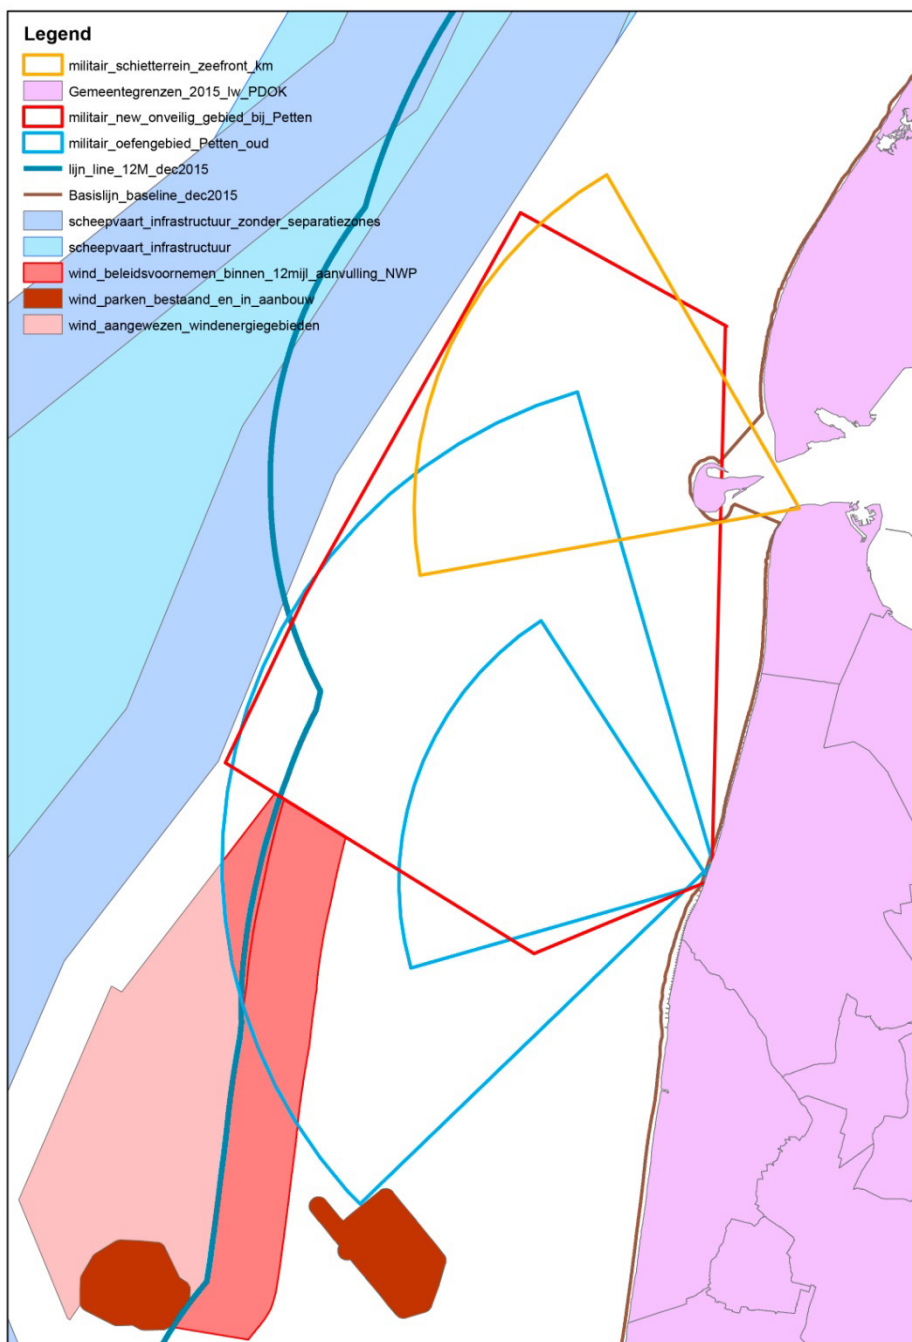 Legend
militair_schietterrein_zeefront_km
Gemeentegrenzen_2015_lw_PDOK
militair_new_onveilig_gebied_bij_Petten
militair_oefengebied_Petten_oud
lijn_line_12M_dec2015
Basislijn_baseline_dec2015
scheepvaart_infrastructuur_zonder_separatiezones
scheepvaart_infrastructuur
wind_beleidsvoornemen_binnen_12mijl_aanvulling_NWP
wind_parken_bestaand_en_in_aanbouw
wind_aangewezen_windenergiegebieden